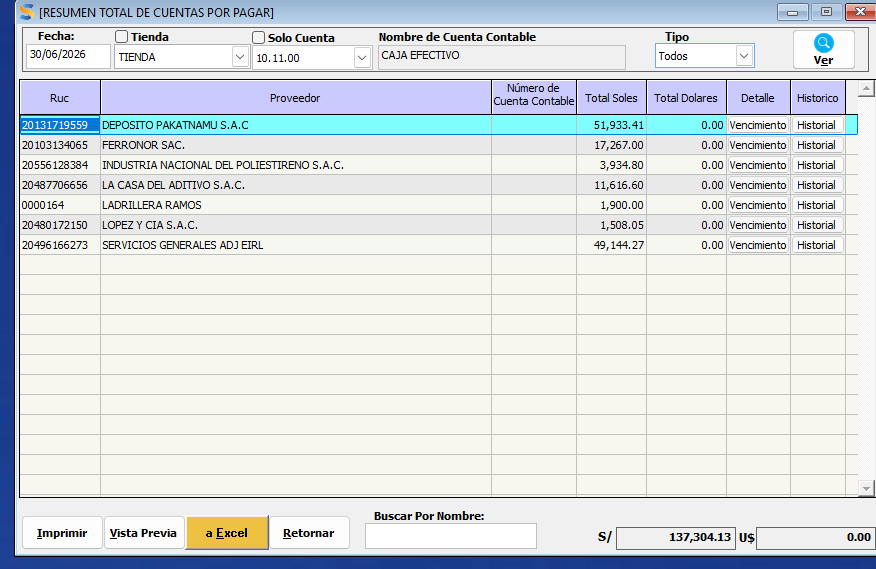 [RESUMEN TOTAL DE CUENTAS POR PAGAR]
Fecha: Tienda Solo Cuenta Nombre de Cuenta Contable Tipo
30/06/2026 TIENDA 10.11.00 CAJA EFECTIVO Todos Ver
Ruc Proveedor Número de Cuenta Contable Total Soles Total Dolares Detalle Historico
20131719559 DEPOSITO PAKATNAMU S.A.C 51,933.41 0.00 Vencimiento Historial
20103134065 FERRONOR SAC. 17,267.00 0.00 Vencimiento Historial
20556128384 INDUSTRIA NACIONAL DEL POLIESTIRENO S.A.C. 3,934.80 0.00 Vencimiento Historial
20487706656 LA CASA DEL ADITIVO S.A.C. 11,616.60 0.00 Vencimiento Historial
0000164 LADRILLERA RAMOS 1,900.00 0.00 Vencimiento Historial
20480172150 LOPEZ Y CIA S.A.C. 1,508.05 0.00 Vencimiento Historial
20496166273 SERVICIOS GENERALES ADJ EIRL 49,144.27 0.00 Vencimiento Historial
Buscar Por Nombre:
Imprimir Vista Previa a Excel Retornar S/ 137,304.13 U$ 0.00